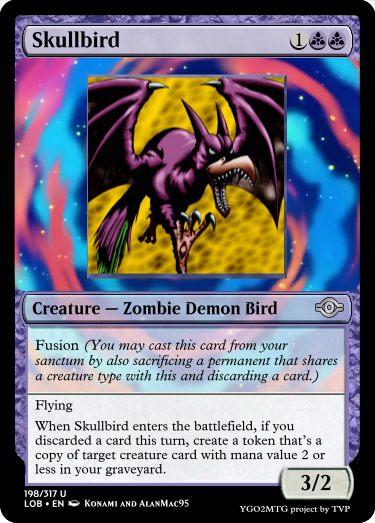 Skullbird 1
Creature — Zombie Demon Bird
Fusion (You may cast this card from your
sanctum by also sacrificing a permanent that shares
a creature type with this and discarding a card.)
Flying
When Skullbird enters the battlefield, if you
discarded a card this turn, create a token that's a
copy of target creature card with mana value 2 or
less in your graveyard.
3/2
198/317 U
LOB • EN Konami and AlanMac95
YGO2MTG project by TVP